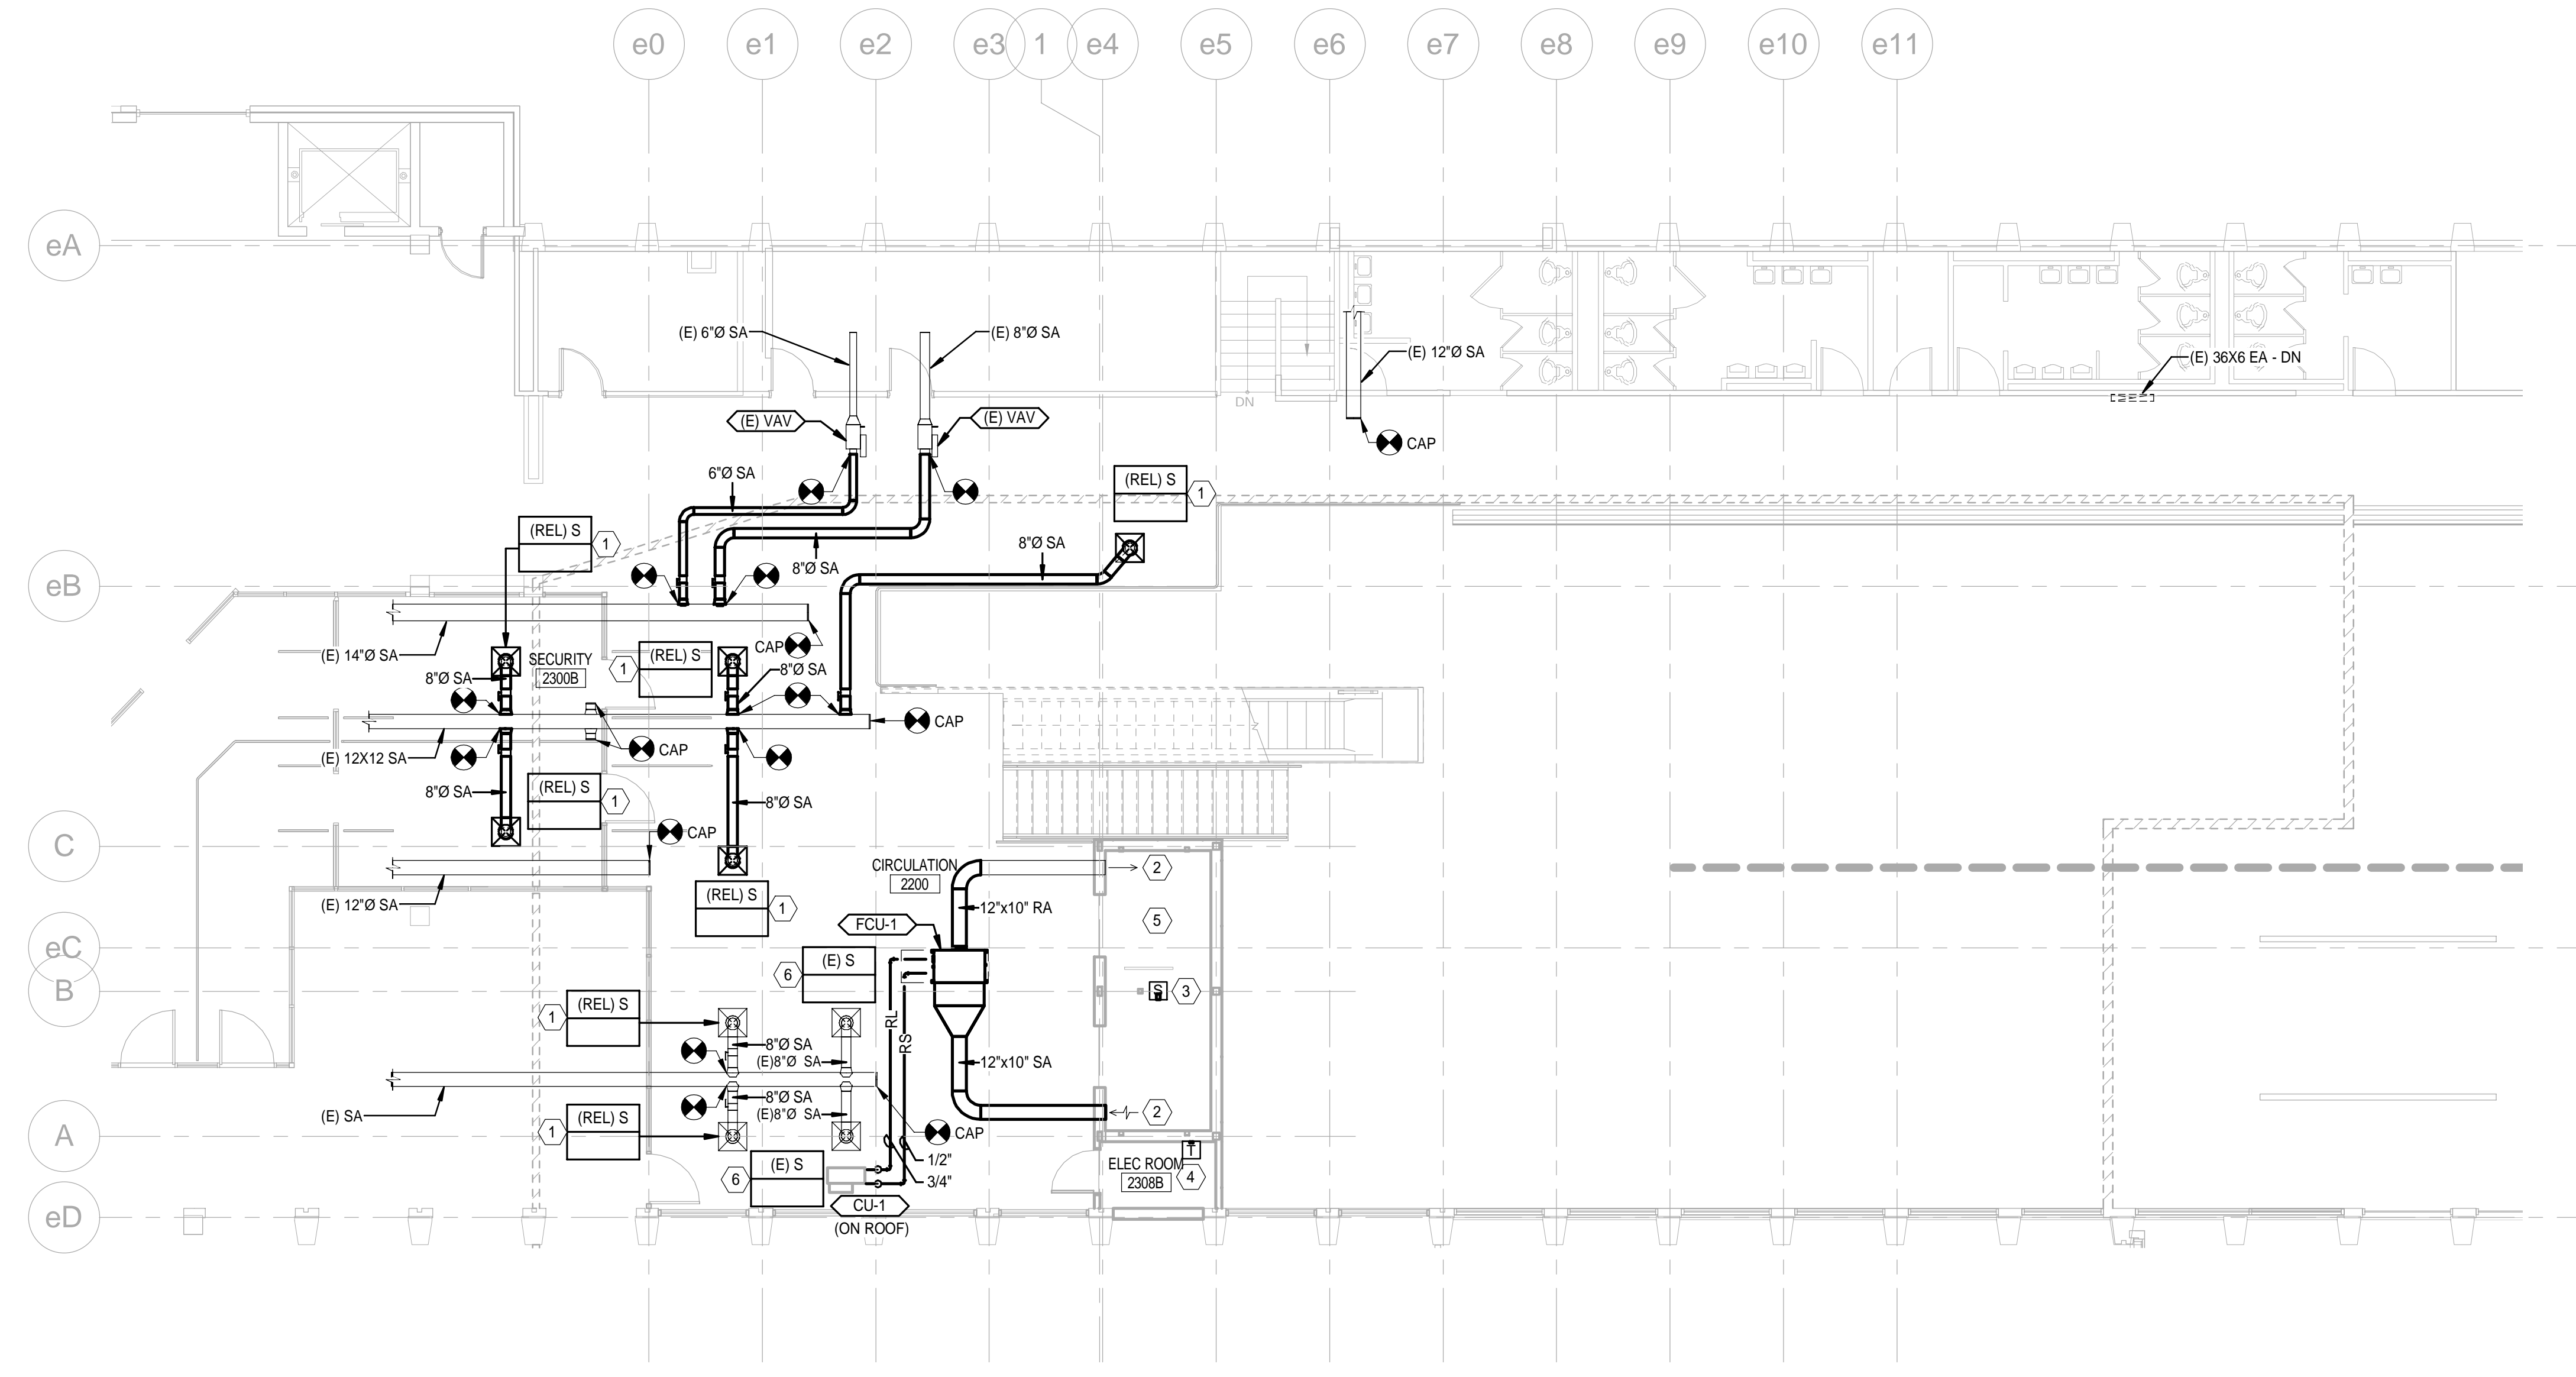 e0
e1
e2
e3
1
e4
e5
e6
e7
e8
e9
e10
e11
eA
(E) 6"Ø SA
(E) 8"Ø SA
(E) 12"Ø SA
(E) 36X6 EA - DN
DN
(E) VAV
(E) VAV
CAP
6"Ø SA
(REL) S
1
(REL) S
1
8"Ø SA
8"Ø SA
eB
(E) 14"Ø SA
SECURITY
2300B
8"Ø SA
(REL) S
1
CAP
8"Ø SA
CAP
CAP
(E) 12X12 SA
8"Ø SA
(REL) S
1
8"Ø SA
CAP
C
CIRCULATION
2200
2
(E) 12"Ø SA
(REL) S
1
12"x10" RA
5
FCU-1
eC
(E) S
6
B
S
3
(REL) S
1
RL
RS
8"Ø SA
(E)8"Ø SA
12"x10" SA
8"Ø SA
(E)8"Ø SA
(E) SA
(REL) S
1
2
A
CAP
T
1/2"
3/4"
(E) S
6
ELEC ROOM
2308B
4
CU-1
(ON ROOF)
eD